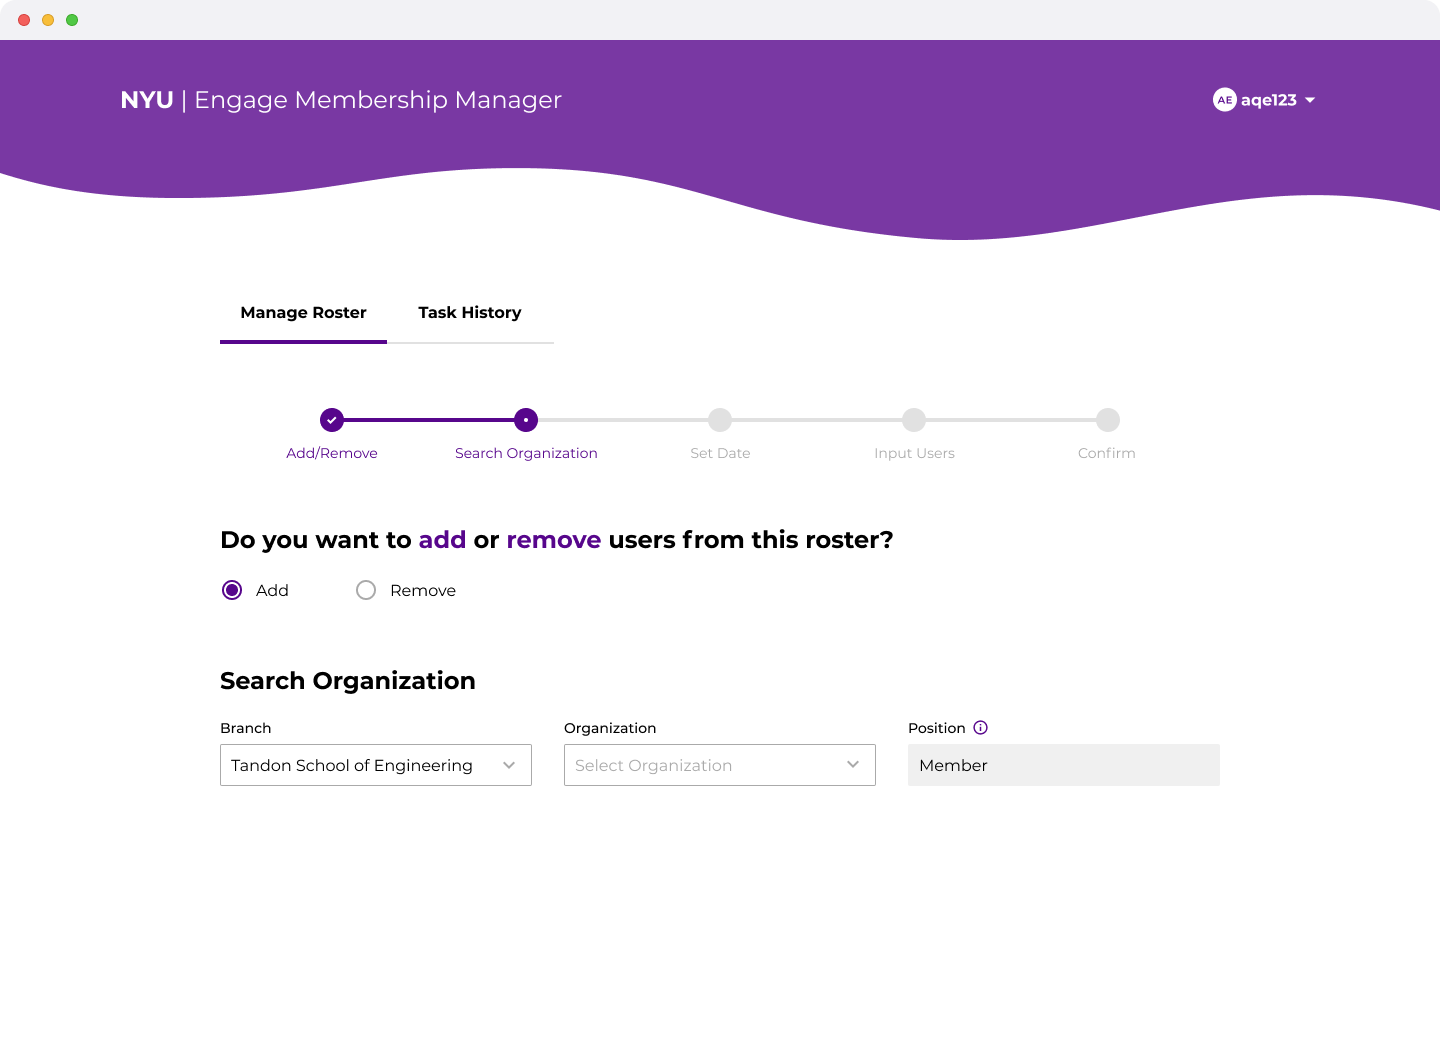 NYU | Engage Membership Manager
AE aqe123
Manage Roster Task History
Add/Remove Search Organization Set Date Input Users Confirm
Do you want to add or remove users from this roster?
Add Remove
Search Organization
Branch Organization Position
Tandon School of Engineering Select Organization Member